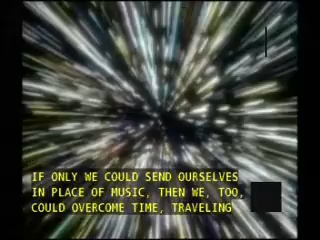 IF ONLY WE COULD SEND OURSELVES
IN PLACE OF MUSIC, THEN WE, TOO,
COULD OVERCOME TIME, TRAVELING